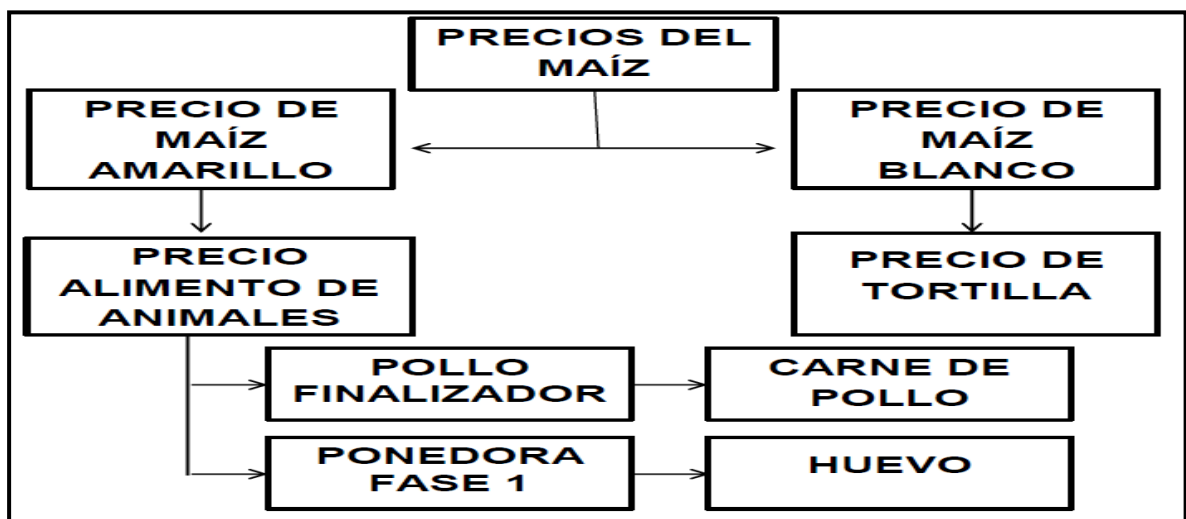 PRECIOS DEL
MAÍZ
PRECIO DE
MAÍZ
AMARILLO
PRECIO DE
MAÍZ
BLANCO
PRECIO
ALIMENTO DE
ANIMALES
PRECIO DE
TORTILLA
POLLO
FINALIZADOR
CARNE DE
POLLO
PONEDORA
FASE 1
HUEVO